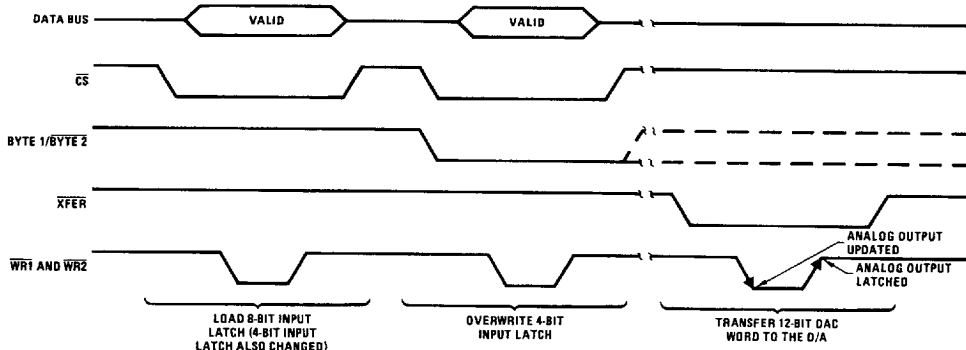 DATA BUS
VALID
VALID
CS
BYTE 1/BYTE 2
XFER
WR1 AND WR2
ANALOG OUTPUT
UPDATED
ANALOG OUTPUT
LATCHED
LOAD 8-BIT INPUT
LATCH (4-BIT INPUT
LATCH ALSO CHANGED)
OVERWRITE 4-BIT
INPUT LATCH
TRANSFER 12-BIT DAC
WORD TO THE D/A